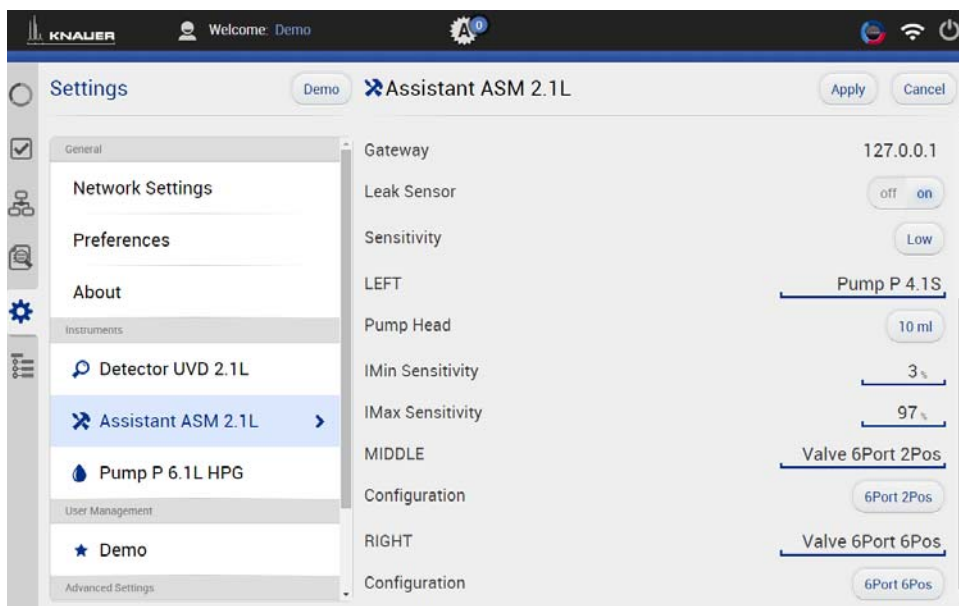 KNAUER Welcome: Demo A 0
Settings Demo Assistant ASM 2.1L Apply Cancel
General
Network Settings
Preferences
About
Instruments
Detector UVD 2.1L
Assistant ASM 2.1L
Pump P 6.1L HPG
User Management
Demo
Advanced Settings
Gateway 127.0.0.1
Leak Sensor off on
Sensitivity Low
LEFT Pump P 4.1S
Pump Head 10 ml
IMin Sensitivity 3 %
IMax Sensitivity 97 %
MIDDLE Valve 6Port 2Pos
Configuration 6Port 2Pos
RIGHT Valve 6Port 6Pos
Configuration 6Port 6Pos